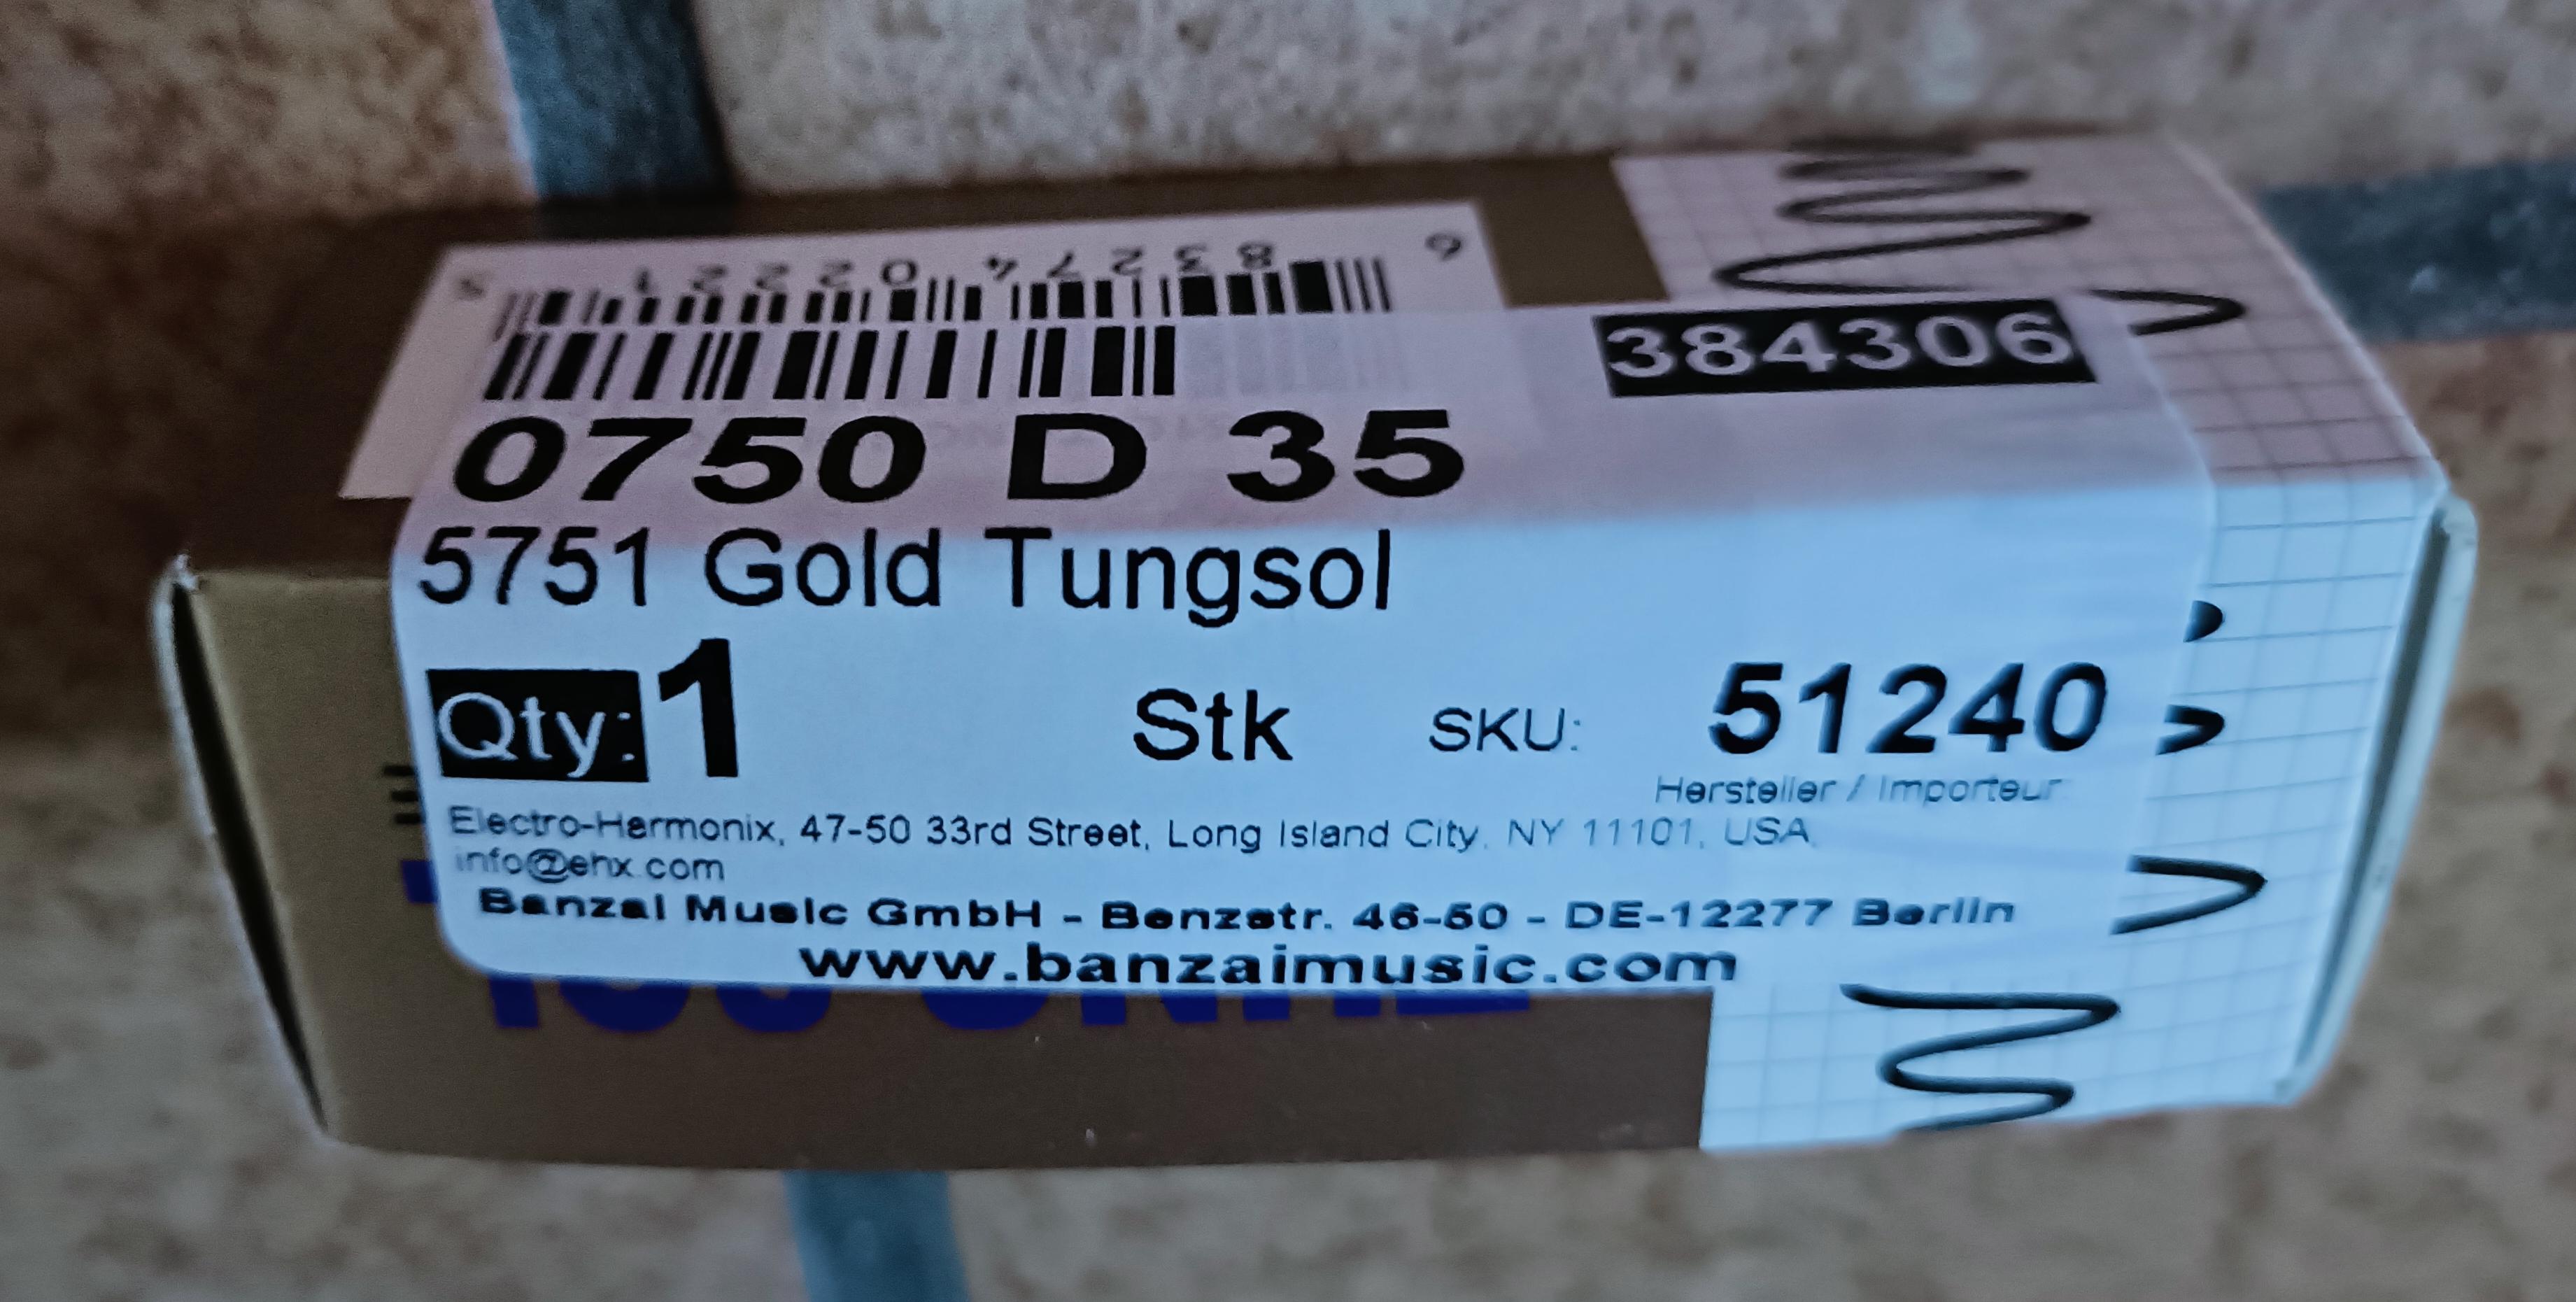 6 83274 02221 5
384306
0750 D 35
5751 Gold Tungsol
Qty: 1 Stk SKU: 51240
Hersteller / Importeur
Electro-Harmonix, 47-50 33rd Street, Long Island City, NY 11101, USA
info@ehx.com
Banzai Music GmbH - Benzstr. 46-50 - DE-12277 Berlin
www.banzaimusic.com